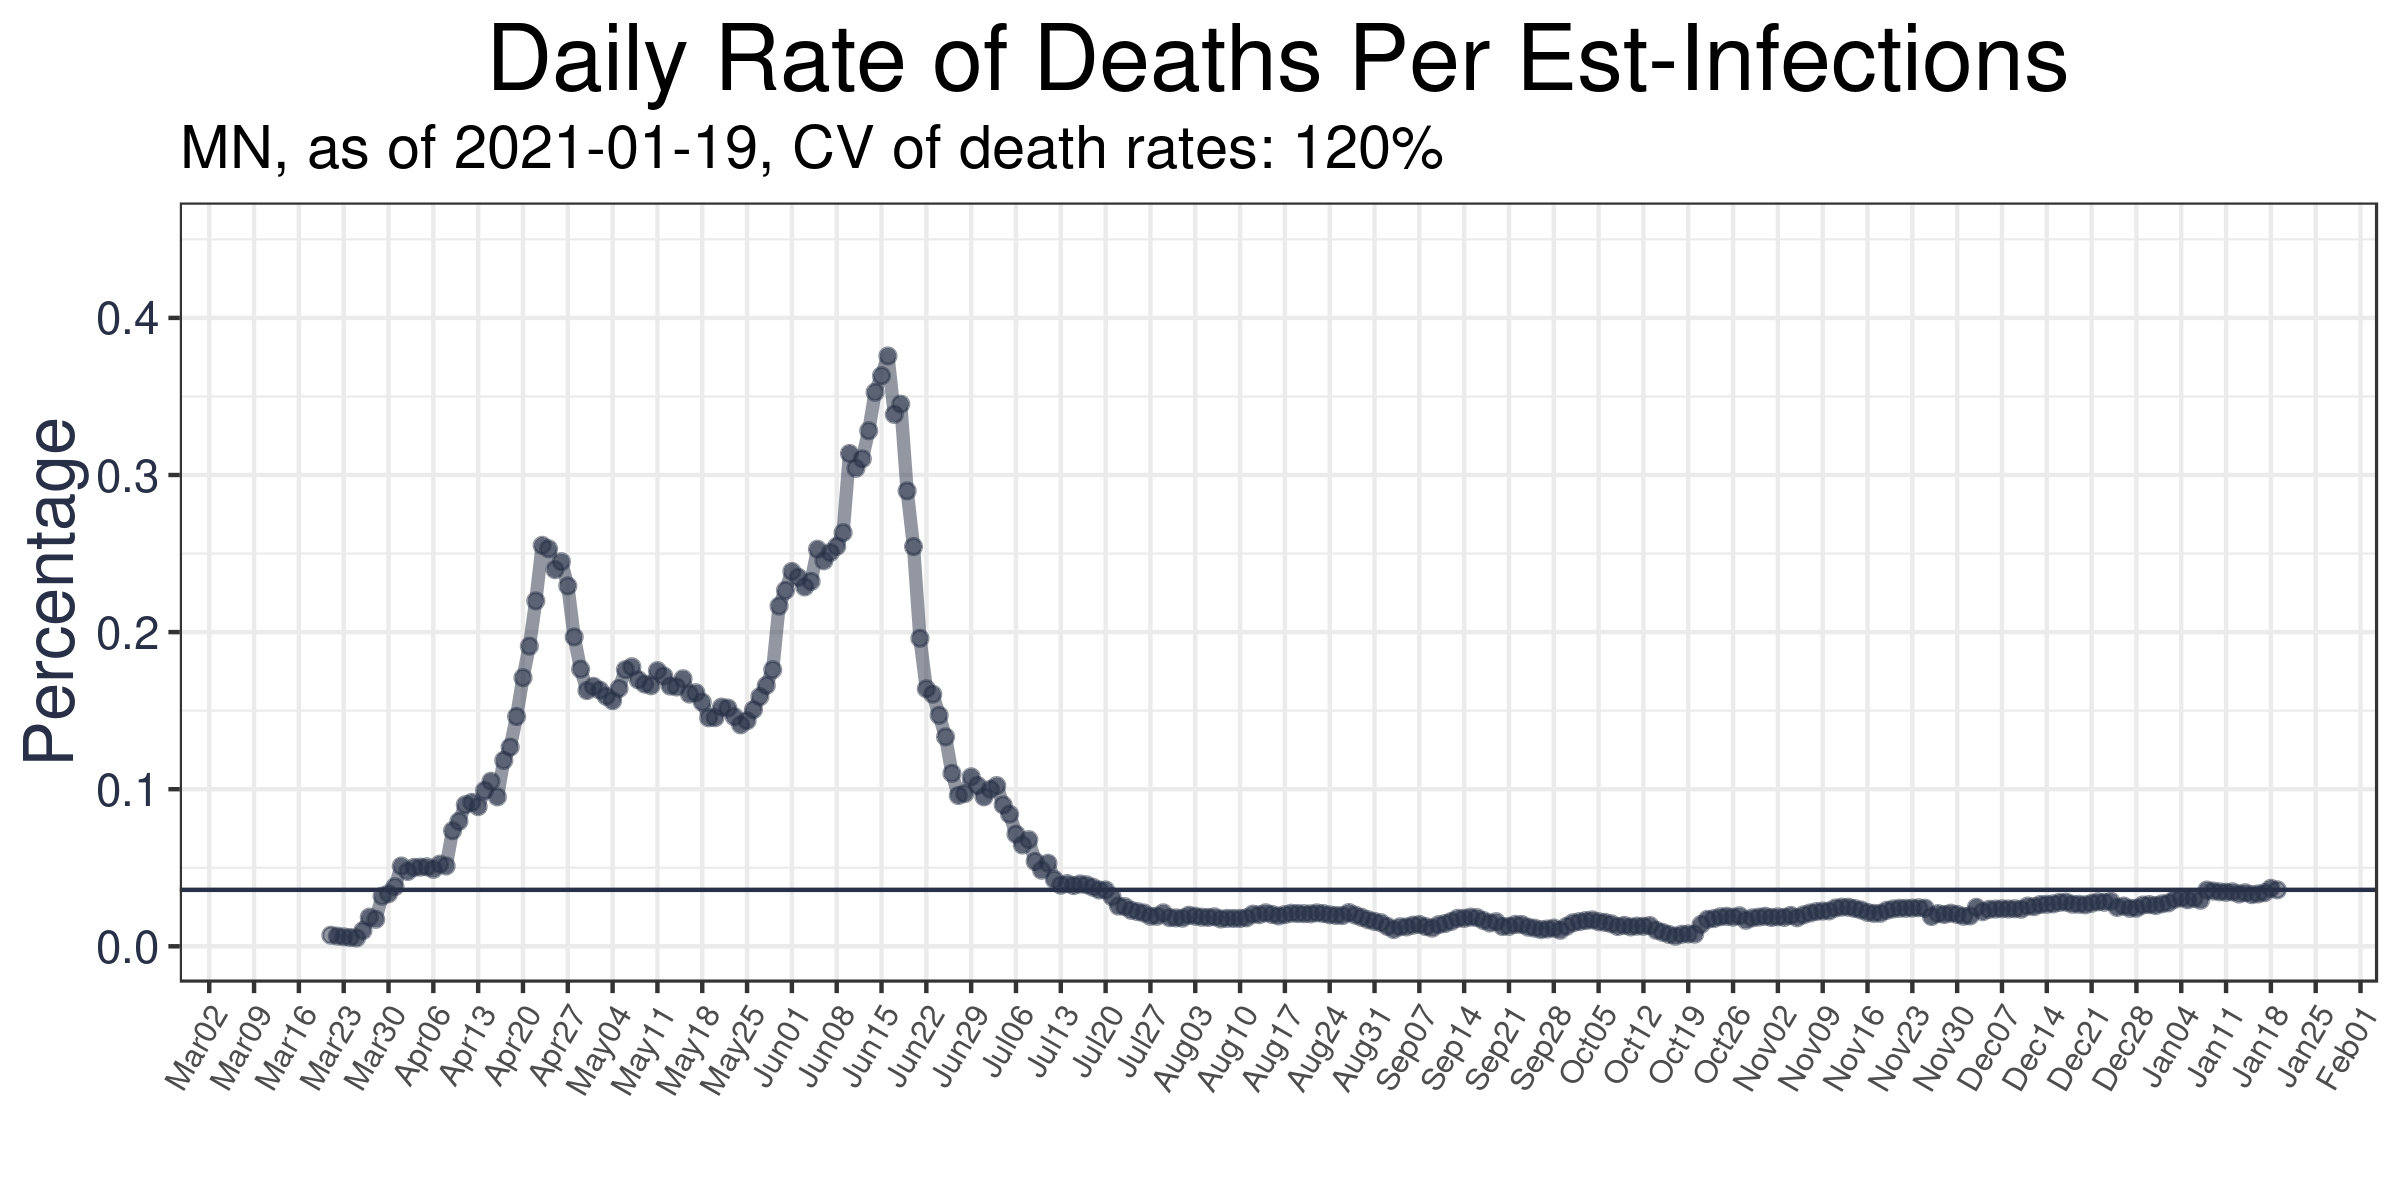 Daily Rate of Deaths Per Est-Infections
MN, as of 2021-01-19, CV of death rates: 120%
Percentage
0.4
0.3
0.2
0.1
0.0
Mar02 Mar09 Mar16 Mar23 Mar30 Apr06 Apr13 Apr20 Apr27 May04 May11 May18 May25 Jun01 Jun08 Jun15 Jun22 Jun29 Jul06 Jul13 Jul20 Jul27 Aug03 Aug10 Aug17 Aug24 Aug31 Sep07 Sep14 Sep21 Sep28 Oct05 Oct12 Oct19 Oct26 Nov02 Nov09 Nov16 Nov23 Nov30 Dec07 Dec14 Dec21 Dec28 Jan04 Jan11 Jan18 Jan25 Feb01